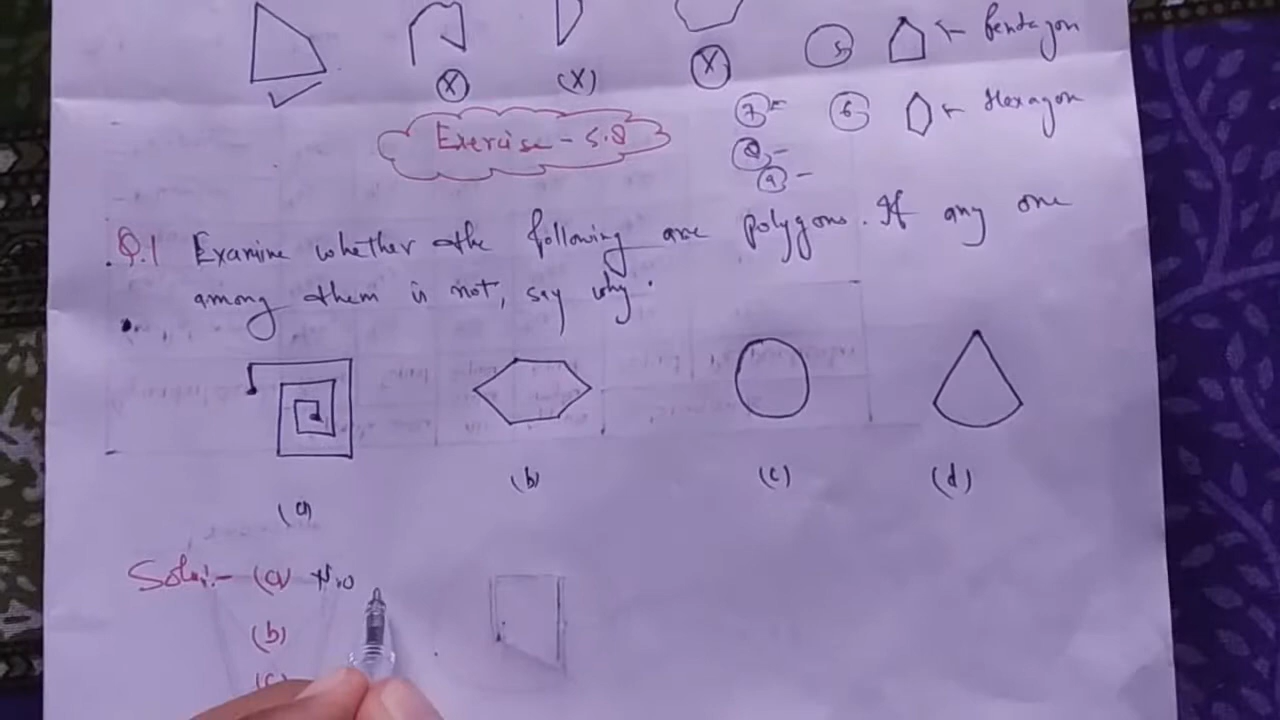 (X) (X) (X) 5 ← Pentagon
7 - 6 ← Hexagon
Exercise - 5.8
8 -
9 -
Q.1 Examine whether the following are polygons. If any one
among them is not, say why.
(a) (b) (c) (d)
Soln:- (a) No
(b)
(c